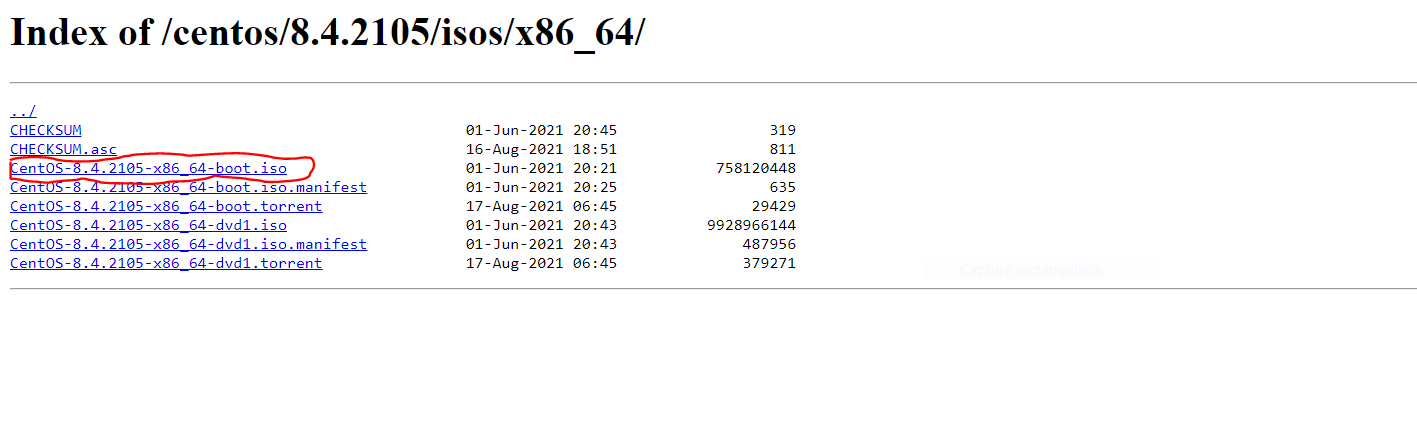 Index of /centos/8.4.2105/isos/x86_64/
../
CHECKSUM 01-Jun-2021 20:45 319
CHECKSUM.asc 16-Aug-2021 18:51 811
CentOS-8.4.2105-x86_64-boot.iso 01-Jun-2021 20:21 758120448
CentOS-8.4.2105-x86_64-boot.iso.manifest 01-Jun-2021 20:25 635
CentOS-8.4.2105-x86_64-boot.torrent 17-Aug-2021 06:45 29429
CentOS-8.4.2105-x86_64-dvd1.iso 01-Jun-2021 20:43 9928966144
CentOS-8.4.2105-x86_64-dvd1.iso.manifest 01-Jun-2021 20:43 487956
CentOS-8.4.2105-x86_64-dvd1.torrent 17-Aug-2021 06:45 379271
Capture rectangulaire